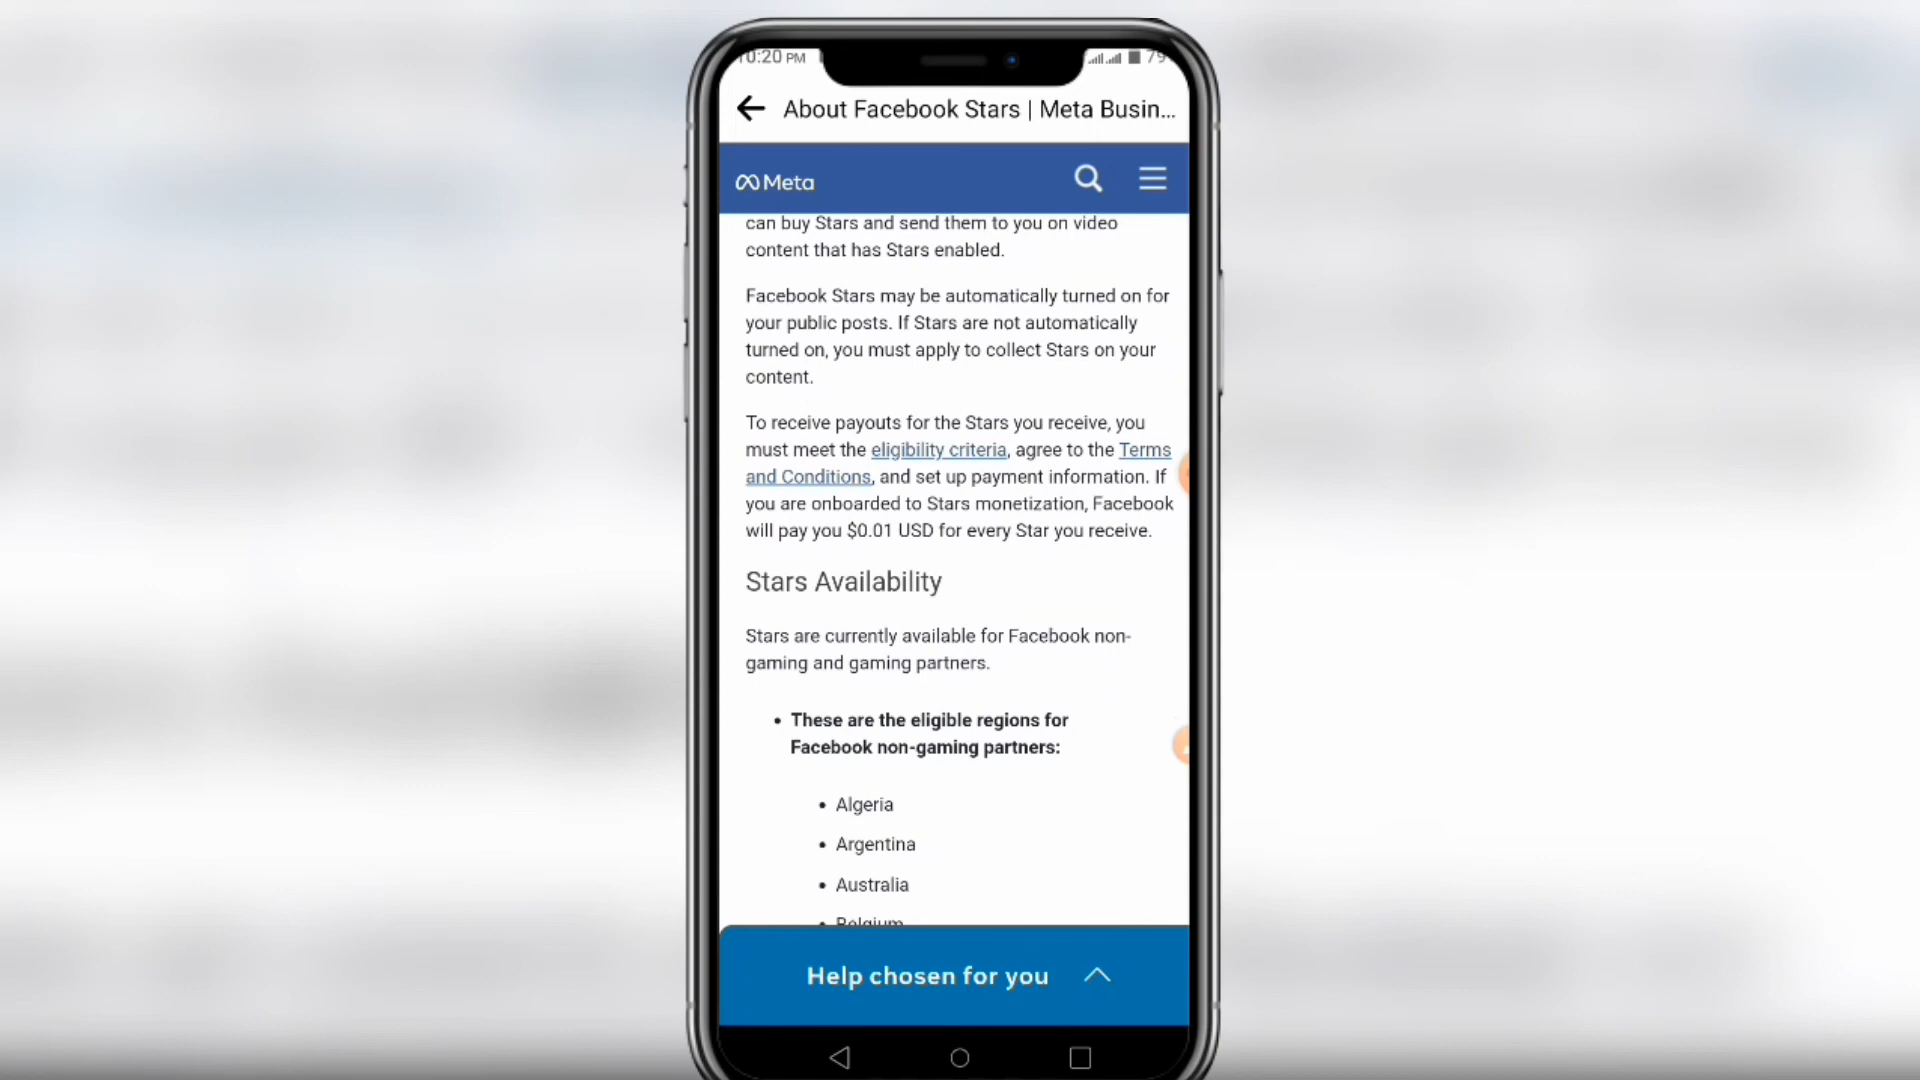 10:20 PM
79
About Facebook Stars | Meta Busin...
Meta
can buy Stars and send them to you on video
content that has Stars enabled.
Facebook Stars may be automatically turned on for
your public posts. If Stars are not automatically
turned on, you must apply to collect Stars on your
content.
To receive payouts for the Stars you receive, you
must meet the eligibility criteria, agree to the Terms
and Conditions, and set up payment information. If
you are onboarded to Stars monetization, Facebook
will pay you $0.01 USD for every Star you receive.
Stars Availability
Stars are currently available for Facebook non-
gaming and gaming partners.
• These are the eligible regions for
Facebook non-gaming partners:
• Algeria
• Argentina
• Australia
• Belgium
Help chosen for you